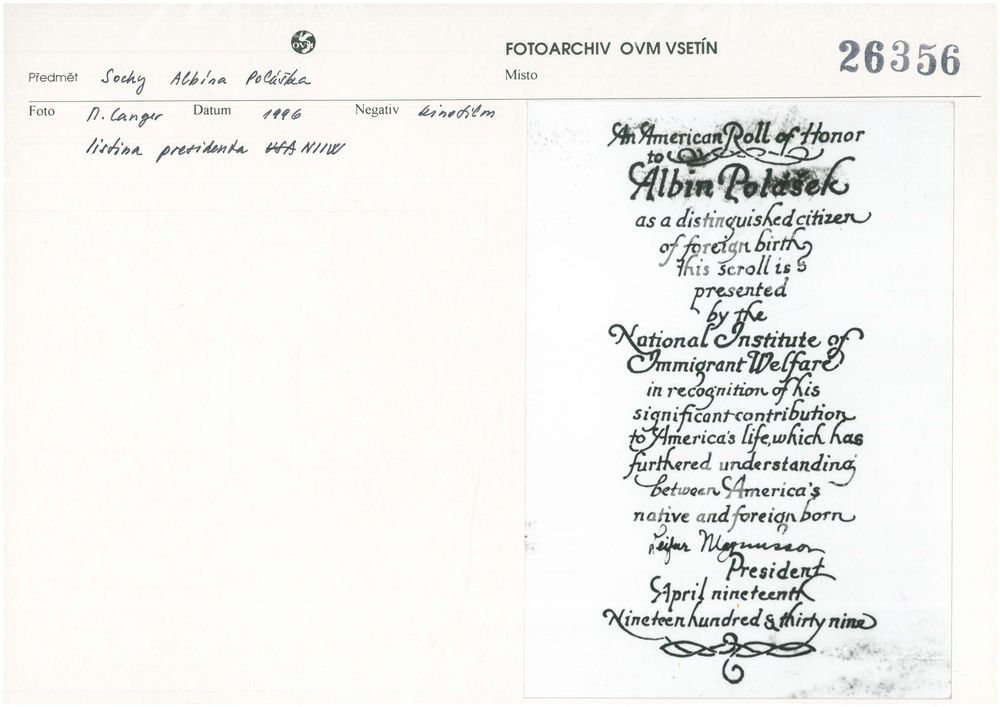 OVM
FOTOARCHIV OVM VSETÍN
26356
Předmět Sochy Albína Poláška
Místo
Foto M. Langer Datum 1996 Negativ kinofilm
listina presidenta USA NIIW
An American Roll of Honor
to
Albin Polášek
as a distinguished citizen
of foreign birth
this scroll is
presented
by the
National Institute of
Immigrant Welfare
in recognition of his
significant contribution
to America's life, which has
furthered understanding
between America's
native and foreign born
Magnusson
President
April nineteenth
Nineteen hundred & thirty nine